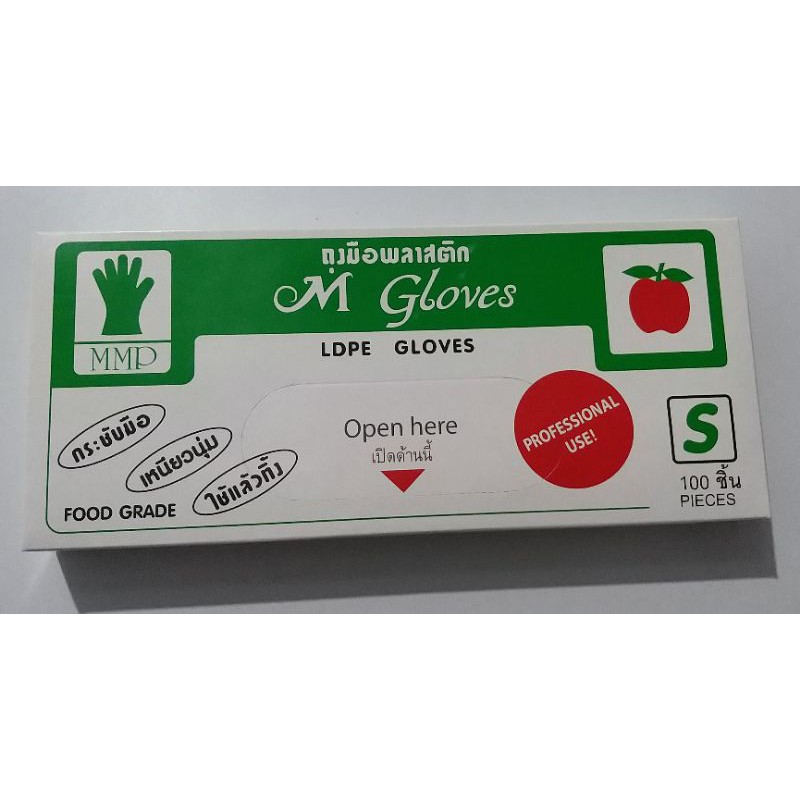 ถุงมือพลาสติก
M Gloves
MMP
LDPE GLOVES
กระชับมือ
เหนียวนุ่ม
ใช้แล้วทิ้ง
FOOD GRADE
Open here
เปิดด้านนี้
PROFESSIONAL
USE!
S
100 ชิ้น
PIECES